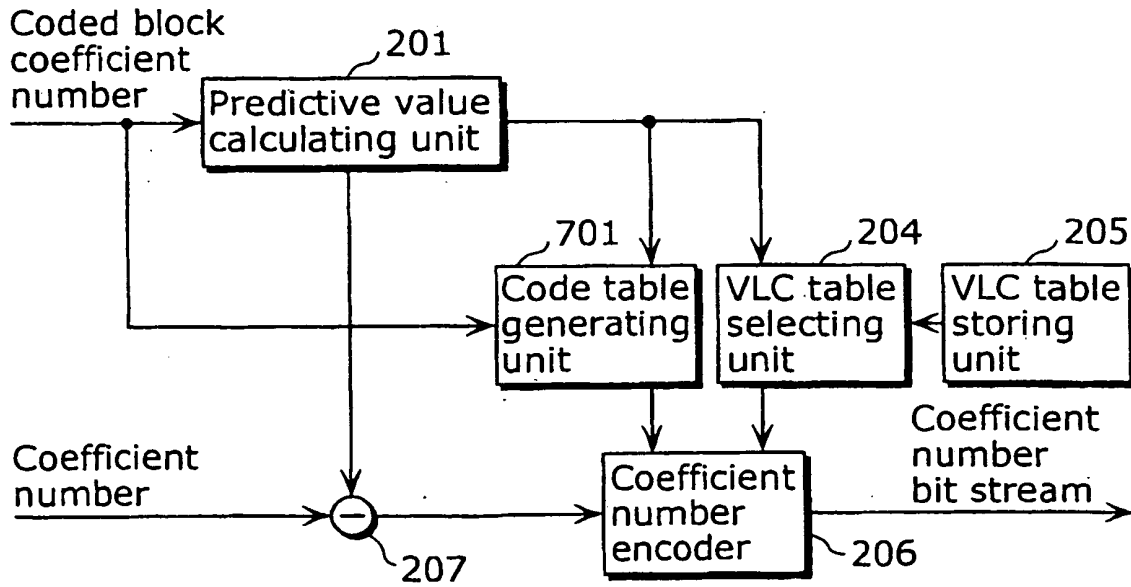 Coded block
coefficient
number
201
Predictive value
calculating unit
701
Code table
generating
unit
204
VLC table
selecting
unit
205
VLC table
storing
unit
Coefficient
number
207
Coefficient
number
encoder
206
Coefficient
number
bit stream